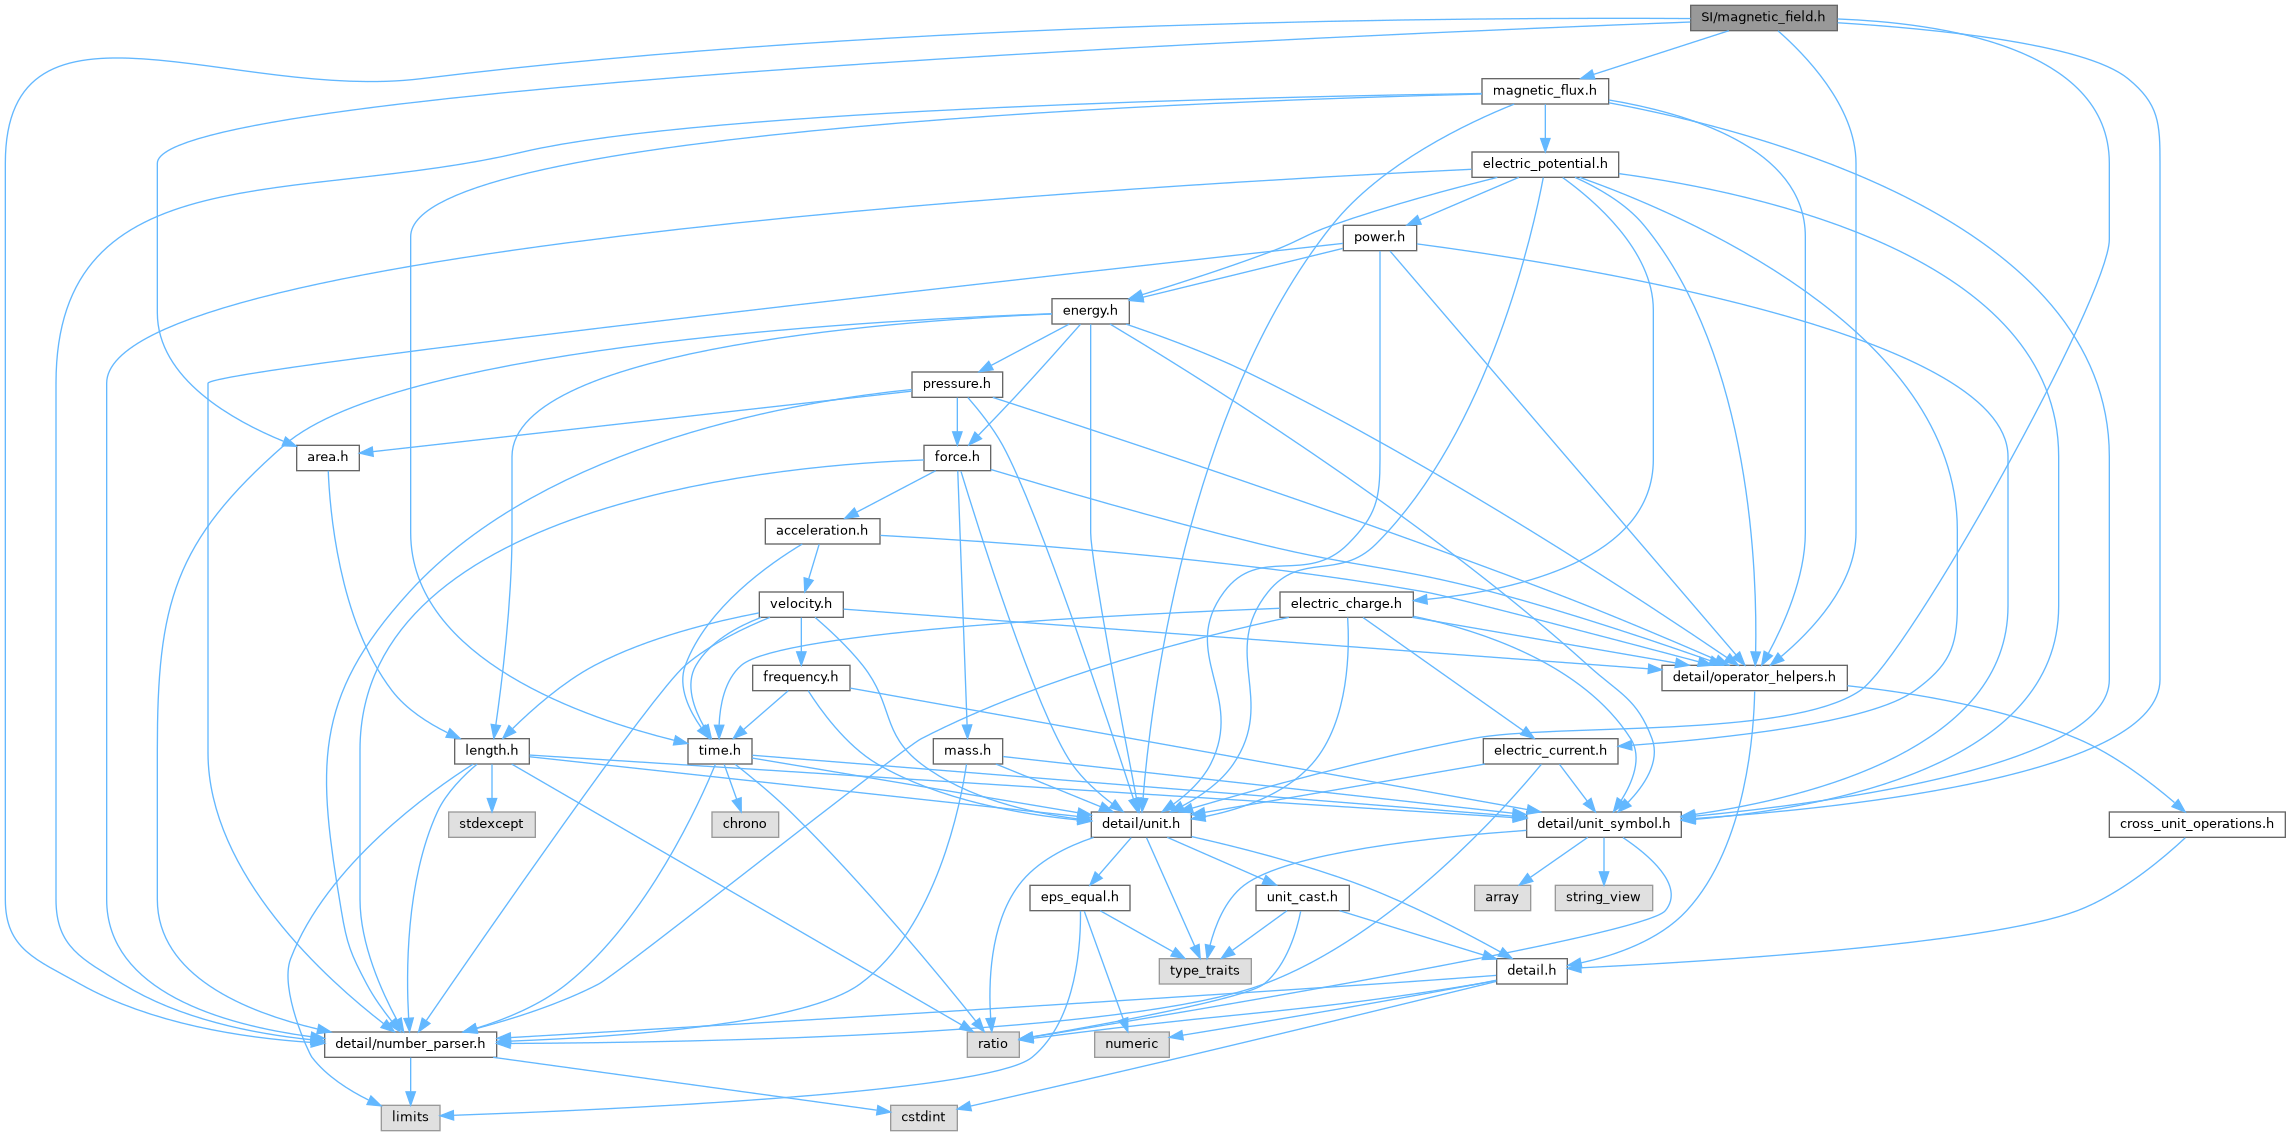 SI/magnetic_field.h
magnetic_flux.h
electric_potential.h
power.h
energy.h
pressure.h
area.h
force.h
acceleration.h
velocity.h
electric_charge.h
frequency.h
detail/operator_helpers.h
length.h
time.h
mass.h
electric_current.h
stdexcept
chrono
detail/unit.h
detail/unit_symbol.h
cross_unit_operations.h
eps_equal.h
unit_cast.h
array
string_view
type_traits
detail.h
detail/number_parser.h
ratio
numeric
limits
cstdint